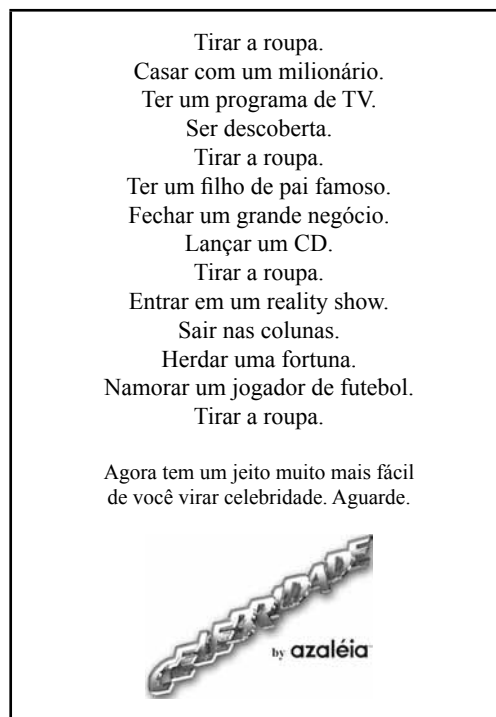 Tirar a roupa.
Casar com um milionário.
Ter um programa de TV.
Ser descoberta.
Tirar a roupa.
Ter um filho de pai famoso.
Fechar um grande negócio.
Lançar um CD.
Tirar a roupa.
Entrar em um reality show.
Sair nas colunas.
Herdar uma fortuna.
Namorar um jogador de futebol.
Tirar a roupa.
Agora tem um jeito muito mais fácil
de você virar celebridade. Aguarde.
CELEBRIDADE
by azaléia